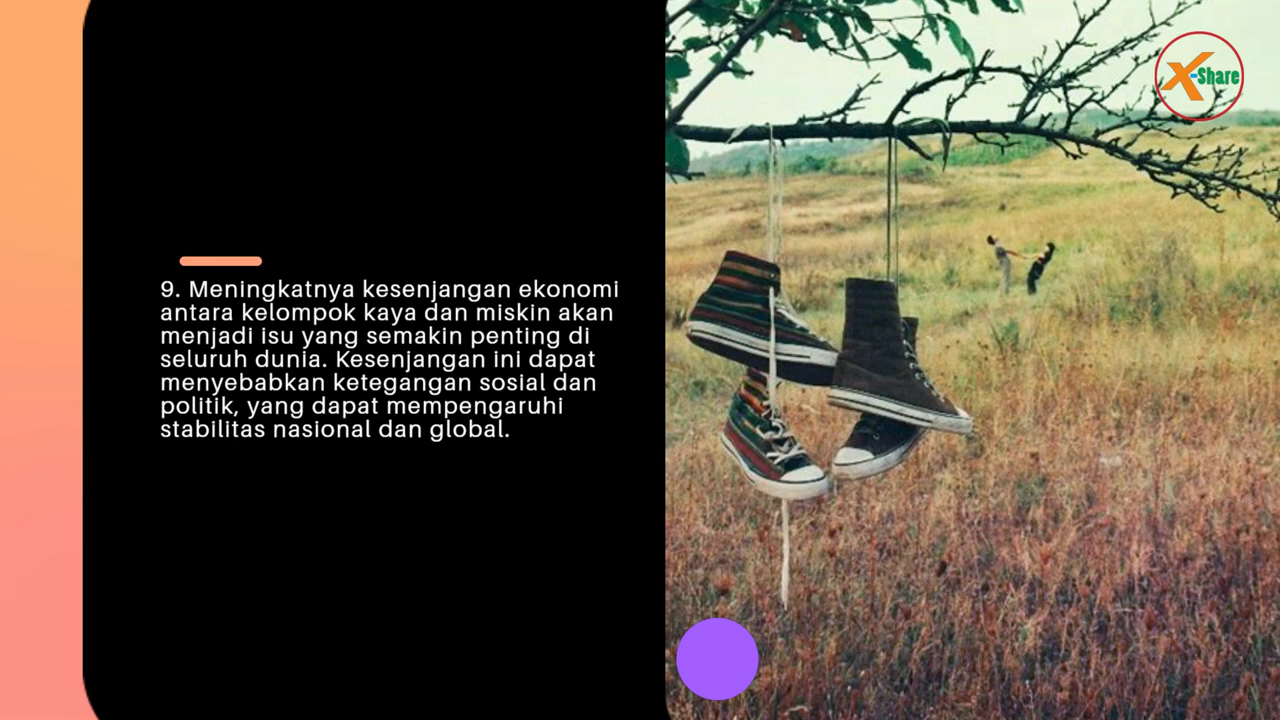 9. Meningkatnya kesenjangan ekonomi
antara kelompok kaya dan miskin akan
menjadi isu yang semakin penting di
seluruh dunia. Kesenjangan ini dapat
menyebabkan ketegangan sosial dan
politik, yang dapat mempengaruhi
stabilitas nasional dan global.
X-Share